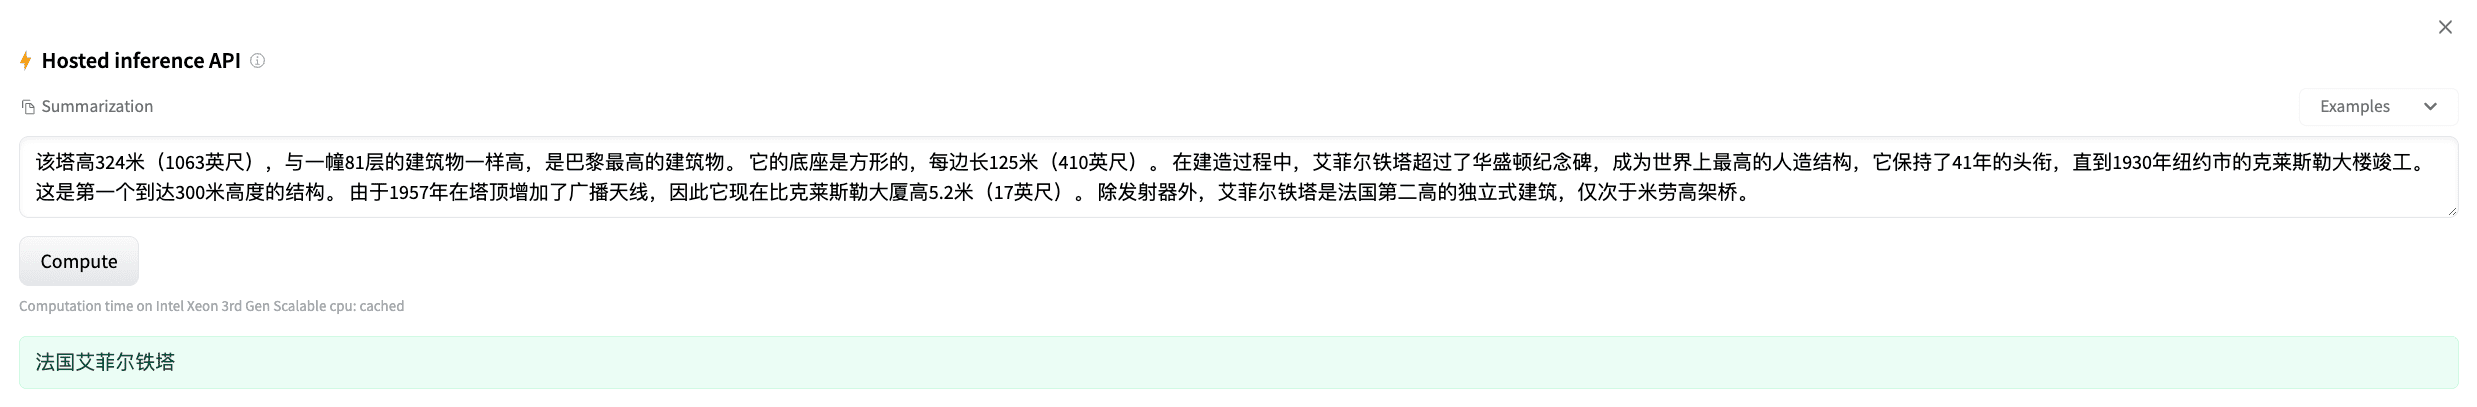 Hosted inference API
Summarization
Examples
该塔高324米（1063英尺），与一幢81层的建筑物一样高，是巴黎最高的建筑物。 它的底座是方形的，每边长125米（410英尺）。 在建造过程中，艾菲尔铁塔超过了华盛顿纪念碑，成为世界上最高的人造结构，它保持了41年的头衔，直到1930年纽约市的克莱斯勒大楼竣工。
这是第一个到达300米高度的结构。 由于1957年在塔顶增加了广播天线，因此它现在比克莱斯勒大厦高5.2米（17英尺）。 除发射器外，艾菲尔铁塔是法国第二高的独立式建筑，仅次于米劳高架桥。
Compute
Computation time on Intel Xeon 3rd Gen Scalable cpu: cached
法国艾菲尔铁塔